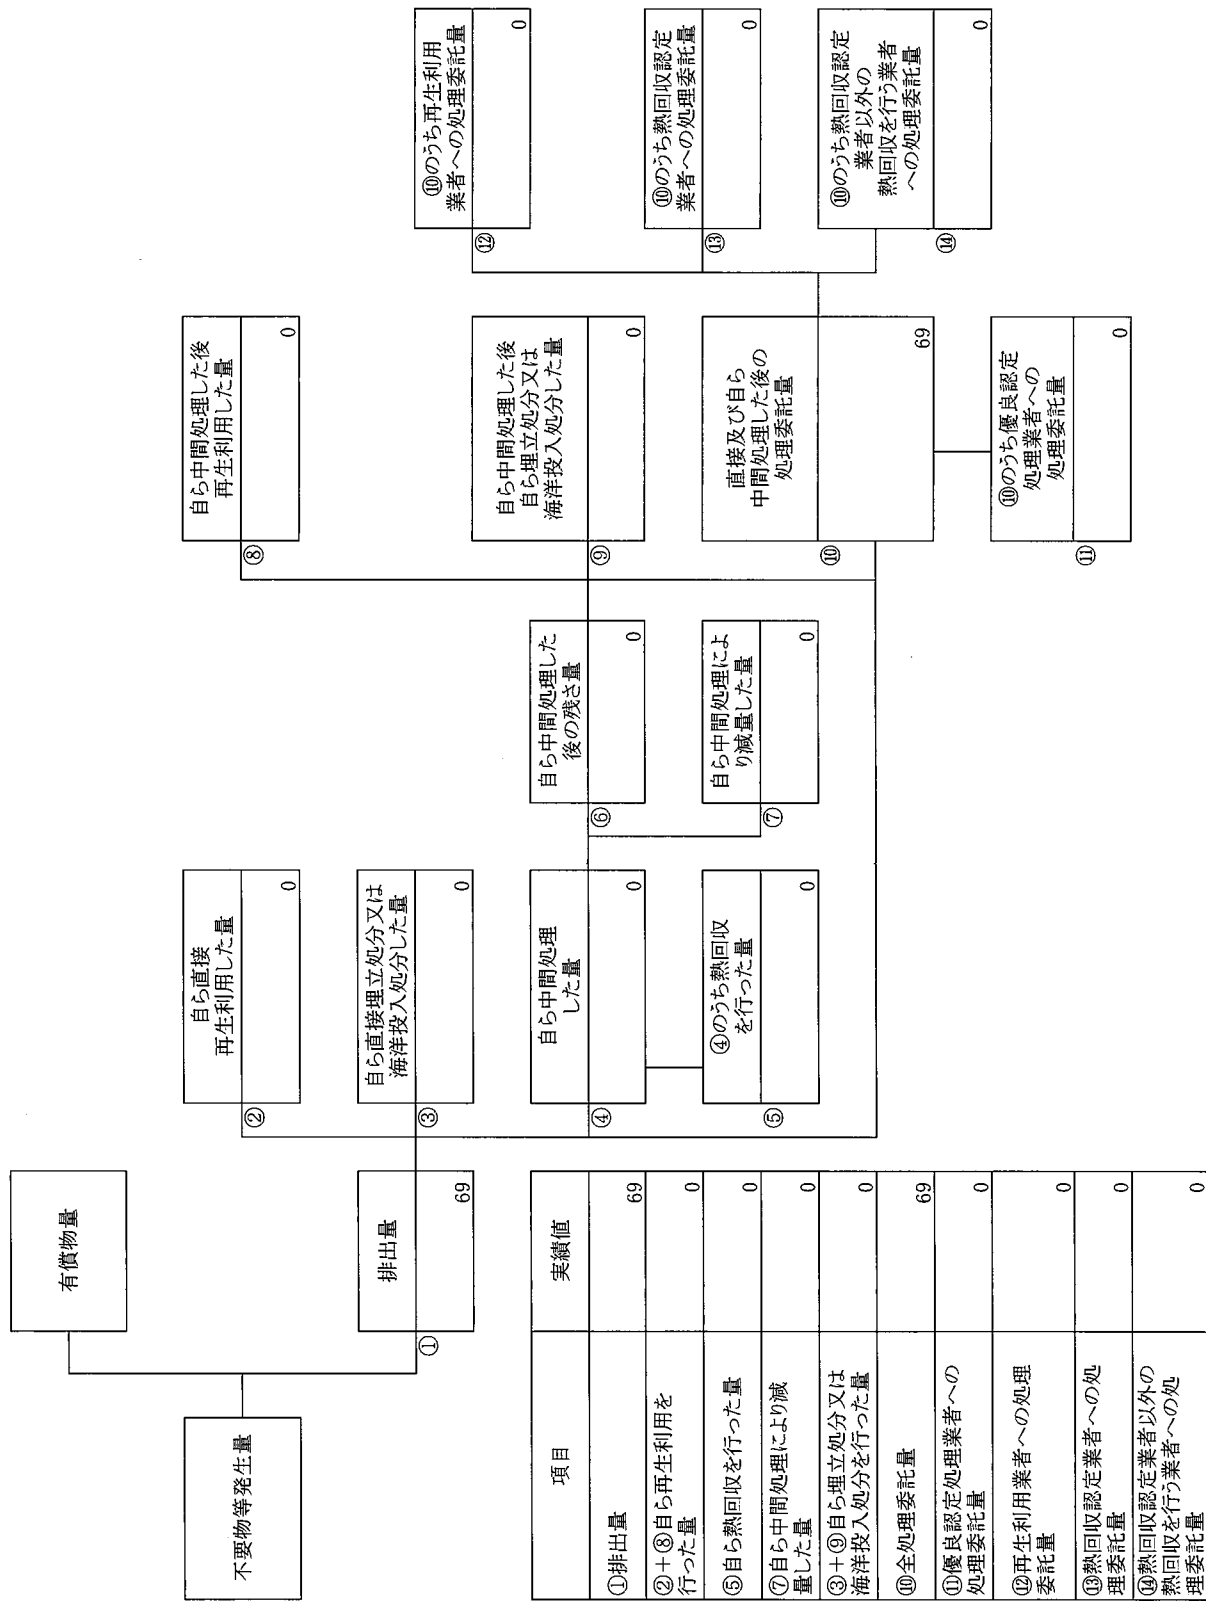 不要物等発生量
有償物量
排出量
①
69
自ら直接
再生利用した量
②
0
自ら直接埋立処分又は
海洋投入処分した量
③
0
自ら中間処理
した量
④
0
④のうち熱回収
を行った量
⑤
0
自ら中間処理した
後の残さ量
⑥
0
自ら中間処理によ
り減量した量
⑦
0
自ら中間処理した後
再生利用した量
⑧
0
自ら中間処理した後
自ら埋立処分又は
海洋投入処分した量
⑨
0
直接及び自ら
中間処理した後の
処理委託量
⑩
69
⑩のうち優良認定
処理業者への
処理委託量
⑪
0
⑩のうち再生利用
業者への処理委託量
⑫
0
⑩のうち熱回収認定
業者への処理委託量
⑬
0
⑩のうち熱回収認定
業者以外の
熱回収を行う業者
への処理委託量
⑭
0
項目 実績値
①排出量 69
②+⑧自ら再生利用を
行った量 0
⑤自ら熱回収を行った量 0
⑦自ら中間処理により減
量した量 0
③+⑨自ら埋立処分又は
海洋投入処分を行った量 0
⑩全処理委託量 69
⑪優良認定処理業者への
処理委託量 0
⑫再生利用業者への処理
委託量 0
⑬熱回収認定業者への処
理委託量 0
⑭熱回収認定業者以外の
熱回収を行う業者への処
理委託量 0